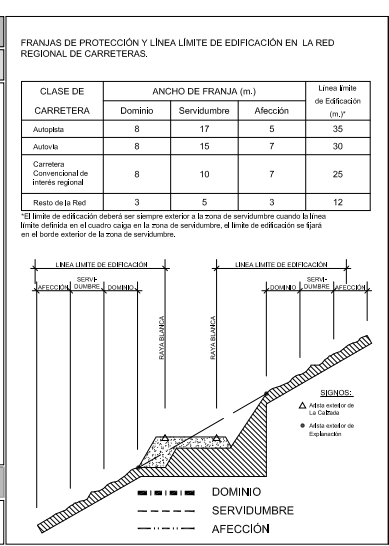 FRANJAS DE PROTECCIÓN Y LÍNEA LÍMITE DE EDIFICACIÓN EN LA RED
REGIONAL DE CARRETERAS.
CLASE DE CARRETERA
ANCHO DE FRANJA (m.)
Línea límite de Edificación (m.)*
Dominio Servidumbre Afección
Autopista 8 17 5 35
Autovía 8 15 7 30
Carretera
Convencional de
interés regional 8 10 7 25
Resto de la Red 3 5 3 12
*El límite de edificación deberá ser siempre exterior a la zona de servidumbre cuando la línea
límite definida en el cuadro caiga en la zona de servidumbre, el límite de edificación se fijará
en el borde exterior de la zona de servidumbre.
LINEA LIMITE DE EDIFICACIÓN LINEA LIMITE DE EDIFICACIÓN
AFECCIÓN SERVI-DUMBRE DOMINIO DOMINIO SERVI-DUMBRE AFECCIÓN
RAYA BLANCA RAYA BLANCA
SIGNOS:
Arista exterior de
La Calzada
Arista exterior de
Explanación
DOMINIO
SERVIDUMBRE
AFECCIÓN